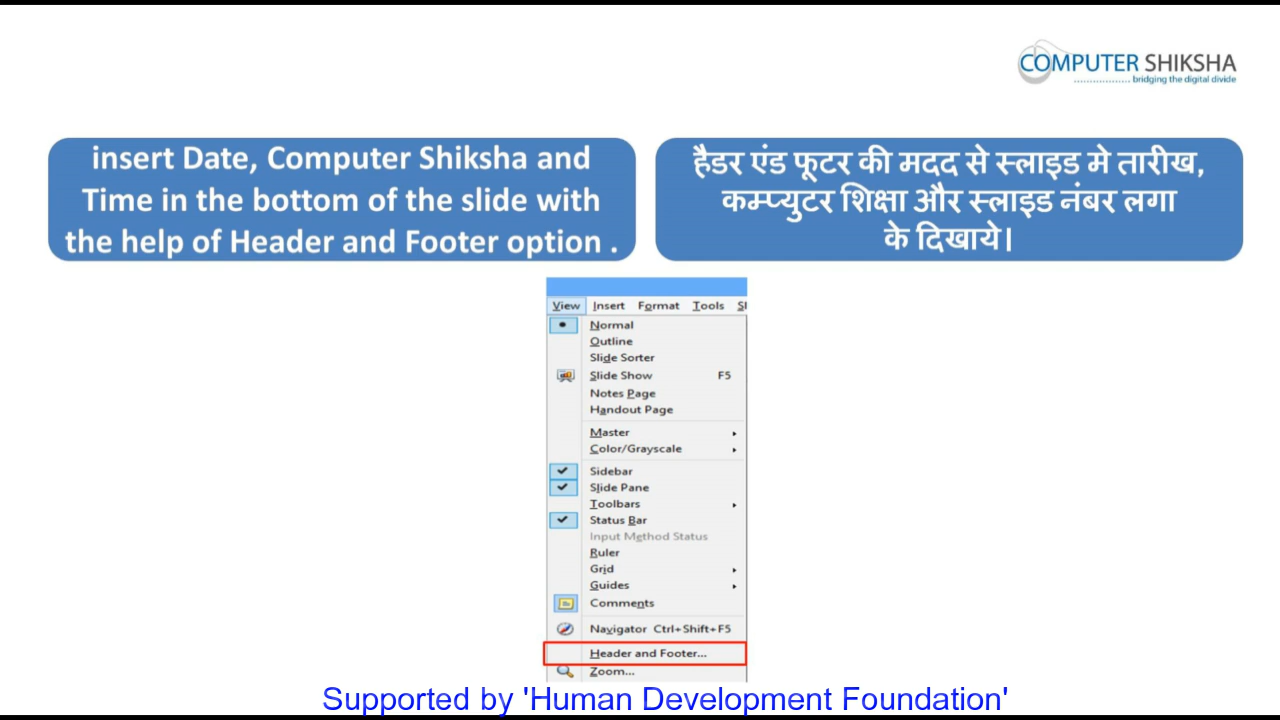 COMPUTER SHIKSHA
bridging the digital divide
insert Date, Computer Shiksha and
Time in the bottom of the slide with
the help of Header and Footer option .
हैडर एंड फूटर की मदद से स्लाइड मे तारीख,
कम्प्युटर शिक्षा और स्लाइड नंबर लगा
के दिखाये।
View Insert Format Tools Sl
Normal
Outline
Slide Sorter
Slide Show F5
Notes Page
Handout Page
Master
Color/Grayscale
Sidebar
Slide Pane
Toolbars
Status Bar
Input Method Status
Ruler
Grid
Guides
Comments
Navigator Ctrl+Shift+F5
Header and Footer...
Zoom...
Supported by 'Human Development Foundation'